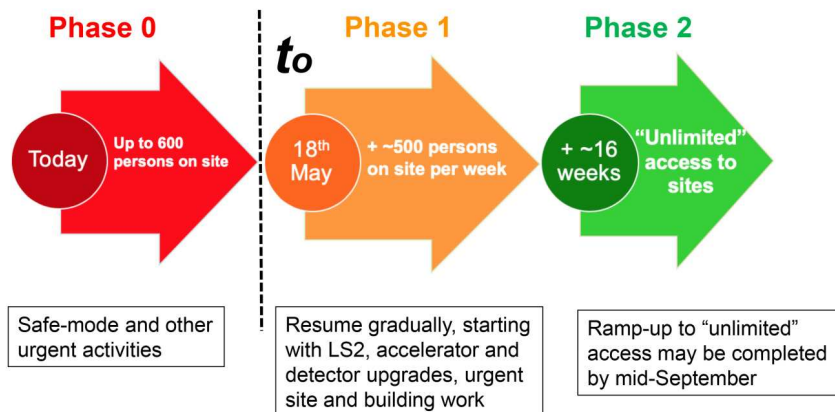 Phase 0
Today
Up to 600
persons on site
Safe-mode and other
urgent activities
to
Phase 1
18th
May
+ ~500 persons
on site per week
Resume gradually, starting
with LS2, accelerator and
detector upgrades, urgent
site and building work
Phase 2
+ ~16
weeks
“Unlimited”
access to
sites
Ramp-up to “unlimited”
access may be completed
by mid-September